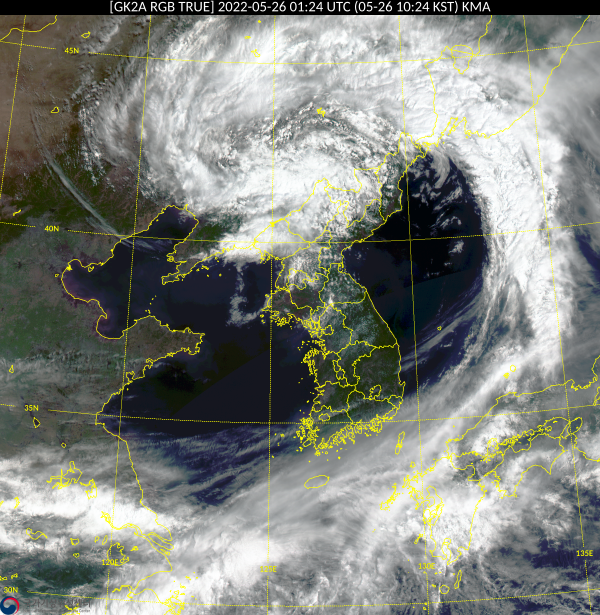 [GK2A RGB TRUE] 2022-05-26 01:24 UTC (05-26 10:24 KST) KMA
45N
40N
35N
135E
120E
125E
130E
30N